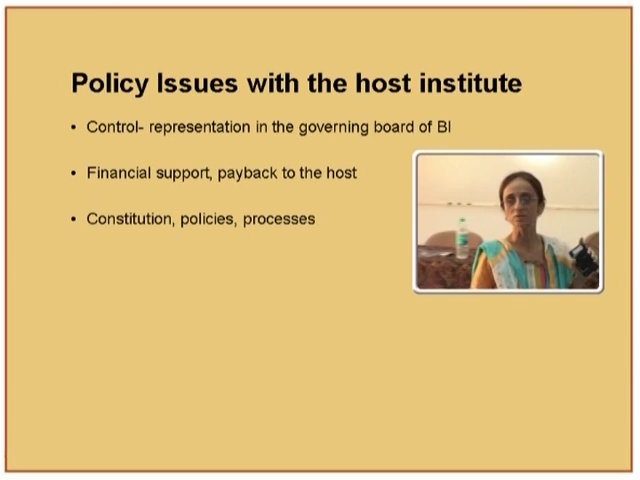 Policy Issues with the host institute
• Control- representation in the governing board of BI
• Financial support, payback to the host
• Constitution, policies, processes